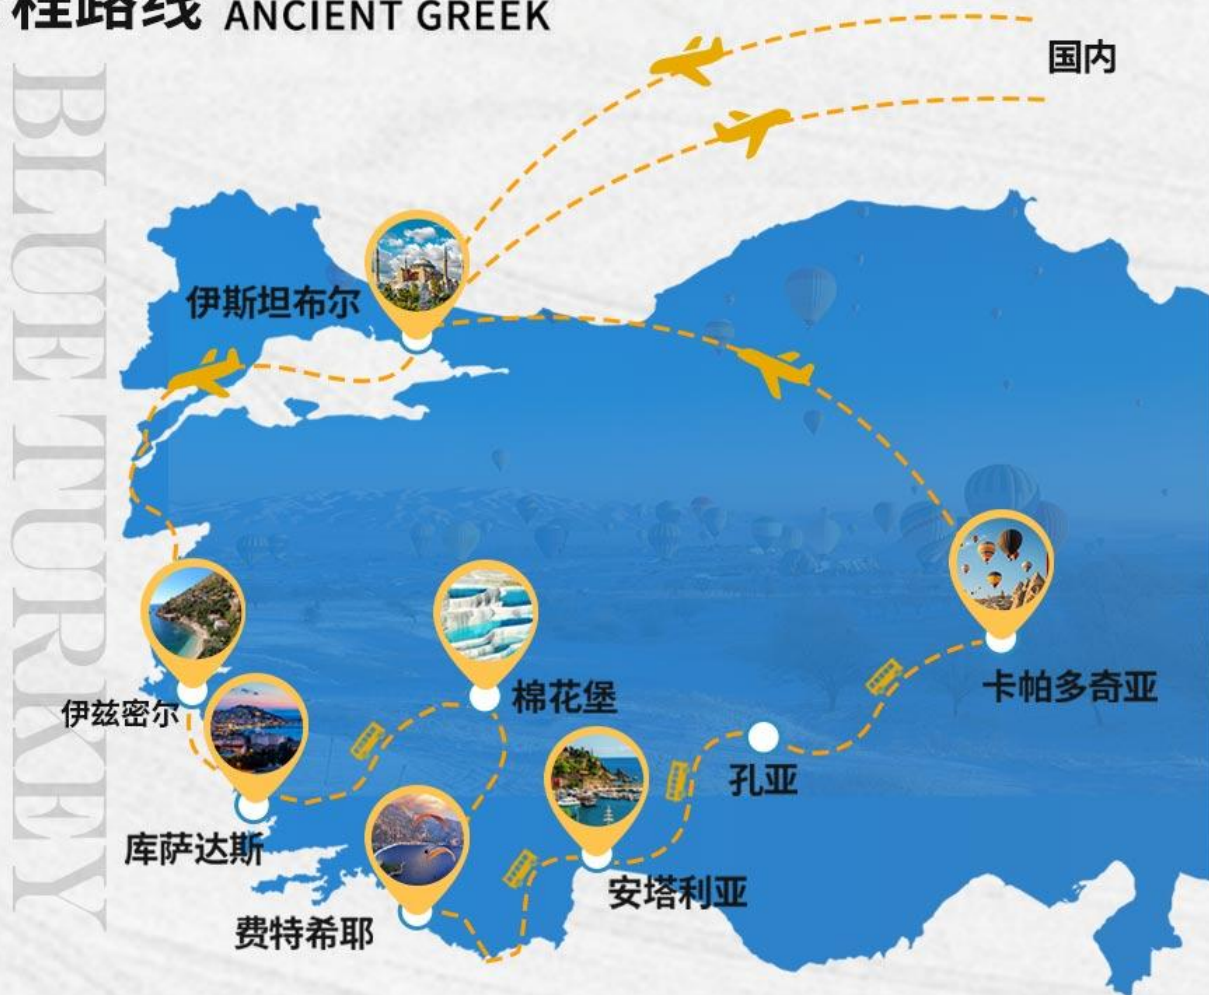 程路线 ANCIENT GREEK
BLUE TURKEY
国内
伊斯坦布尔
卡帕多奇亚
棉花堡
伊兹密尔
孔亚
库萨达斯
安塔利亚
费特希耶